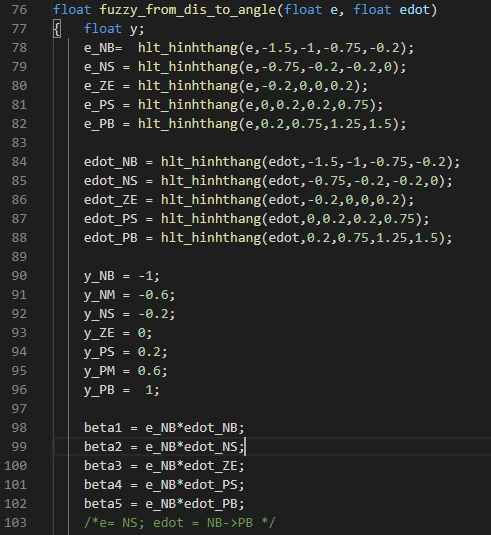 76 float fuzzy_from_dis_to_angle(float e, float edot)
77 {   float y;
78     e_NB=  hlt_hinhthang(e,-1.5,-1,-0.75,-0.2);
79     e_NS = hlt_hinhthang(e,-0.75,-0.2,-0.2,0);
80     e_ZE = hlt_hinhthang(e,-0.2,0,0,0.2);
81     e_PS = hlt_hinhthang(e,0,0.2,0.2,0.75);
82     e_PB = hlt_hinhthang(e,0.2,0.75,1.25,1.5);
83
84     edot_NB = hlt_hinhthang(edot,-1.5,-1,-0.75,-0.2);
85     edot_NS = hlt_hinhthang(edot,-0.75,-0.2,-0.2,0);
86     edot_ZE = hlt_hinhthang(edot,-0.2,0,0,0.2);
87     edot_PS = hlt_hinhthang(edot,0,0.2,0.2,0.75);
88     edot_PB = hlt_hinhthang(edot,0.2,0.75,1.25,1.5);
89
90     y_NB = -1;
91     y_NM = -0.6;
92     y_NS = -0.2;
93     y_ZE = 0;
94     y_PS = 0.2;
95     y_PM = 0.6;
96     y_PB =  1;
97
98     beta1 = e_NB*edot_NB;
99     beta2 = e_NB*edot_NS;
100     beta3 = e_NB*edot_ZE;
101     beta4 = e_NB*edot_PS;
102     beta5 = e_NB*edot_PB;
103     /*e= NS; edot = NB->PB */